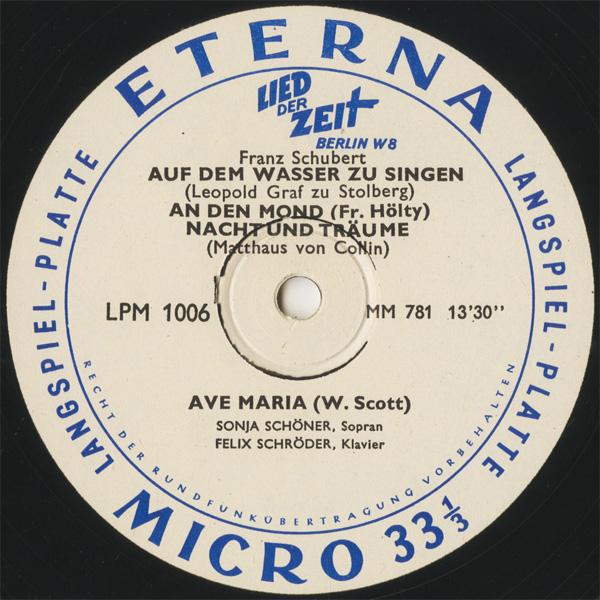 ETERNA
LIED
DER
ZEIT
BERLIN W8
Franz Schubert
AUF DEM WASSER ZU SINGEN
(Leopold Graf zu Stolberg)
AN DEN MOND (Fr. Hölty)
NACHT UND TRÄUME
(Matthaus von Collin)
LPM 1006
MM 781 13'30''
AVE MARIA (W. Scott)
SONJA SCHÖNER, Sopran
FELIX SCHRÖDER, Klavier
LANGSPIEL-PLATTE
LANGSPIEL-PLATTE
RECHT DER RUNDFUNKÜBERTRAGUNG VORBEHALTEN
MICRO 33 1/3